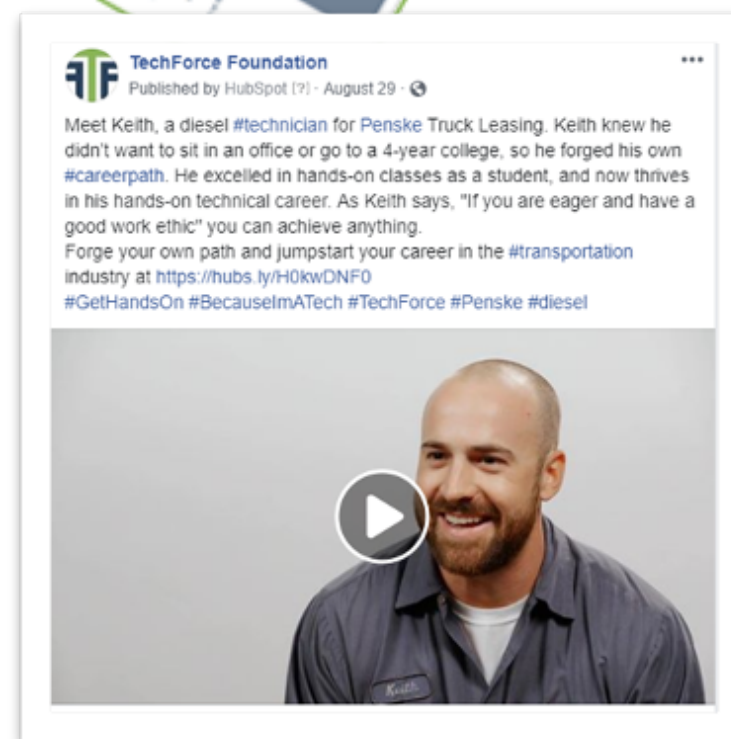 TechForce Foundation
Published by HubSpot [?] · August 29 ·
Meet Keith, a diesel #technician for Penske Truck Leasing. Keith knew he
didn't want to sit in an office or go to a 4-year college, so he forged his own
#careerpath. He excelled in hands-on classes as a student, and now thrives
in his hands-on technical career. As Keith says, "If you are eager and have a
good work ethic" you can achieve anything.
Forge your own path and jumpstart your career in the #transportation
industry at https://hubs.ly/H0kwDNF0
#GetHandsOn #BecauseImATech #TechForce #Penske #diesel
Keith